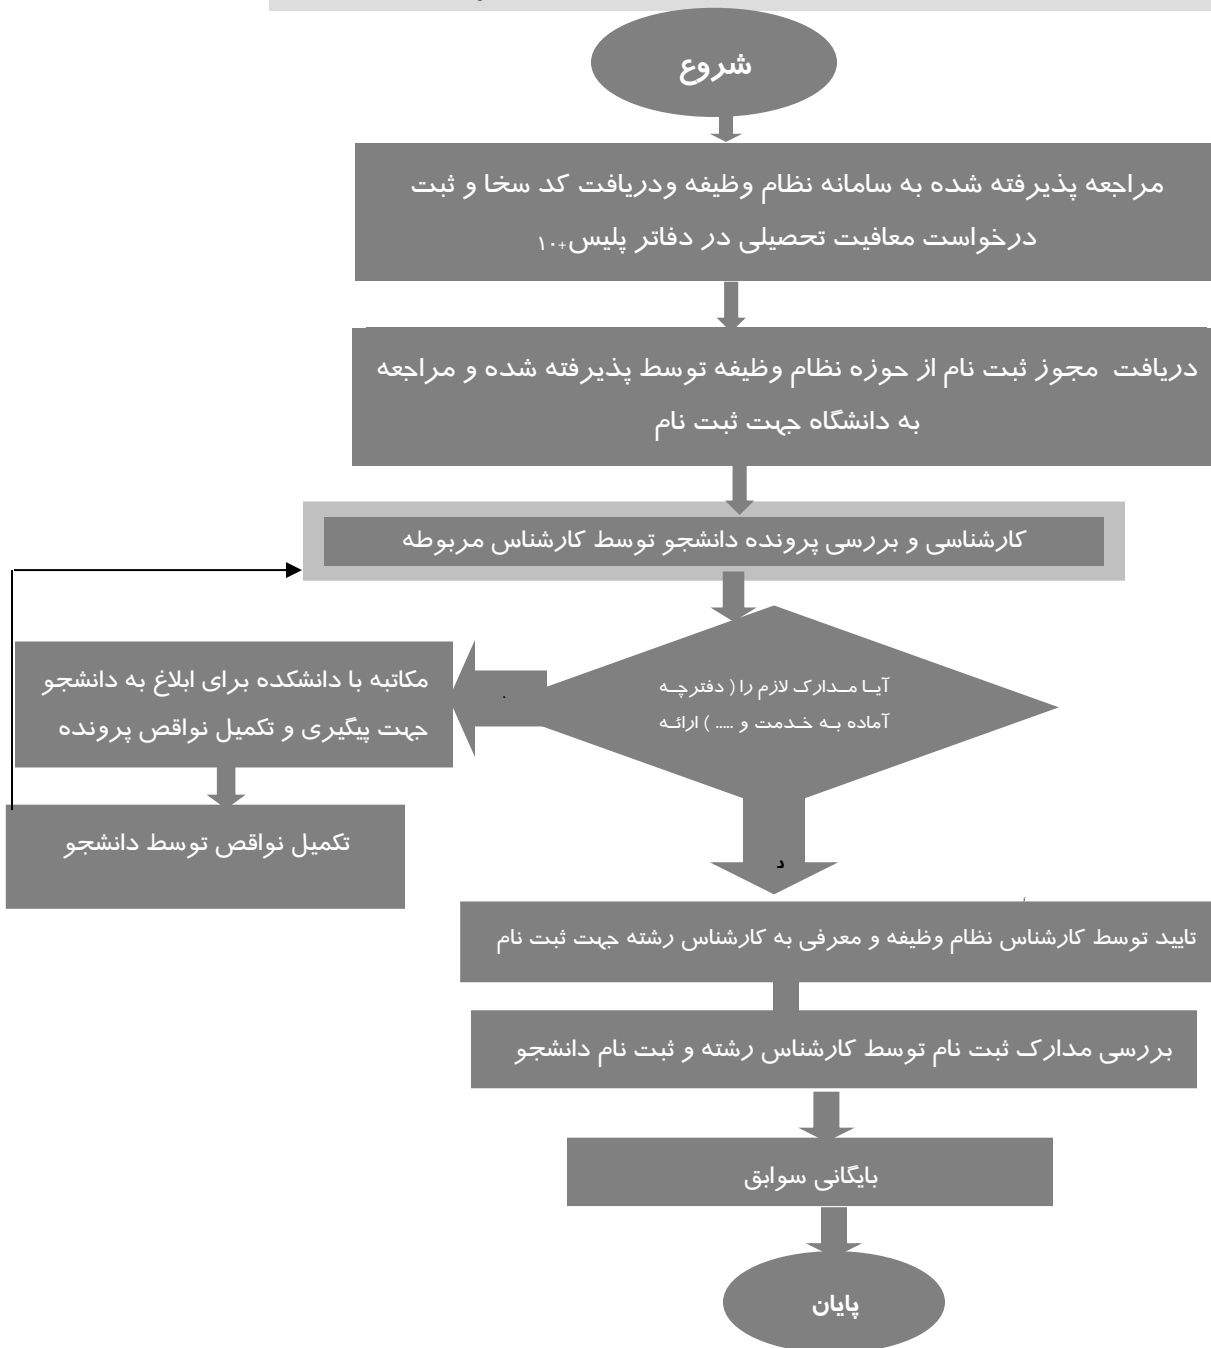 شروع
مراجعه پذیرفته شده به سامانه نظام وظیفه ودریافت کد سخا و ثبت
درخواست معافیت تحصیلی در دفاتر پلیس+۱۰
دریافت مجوز ثبت نام از حوزه نظام وظیفه توسط پذیرفته شده و مراجعه
به دانشگاه جهت ثبت نام
کارشناسی و بررسی پرونده دانشجو توسط کارشناس مربوطه
آیـا مـدارک لازم را ( دفترچـه
آماده بـه خـدمت و ..... ) ارائـه
مکاتبه با دانشکده برای ابلاغ به دانشجو
جهت پیگیری و تکمیل نواقص پرونده
تکمیل نواقص توسط دانشجو
د
تایید توسط کارشناس نظام وظیفه و معرفی به کارشناس رشته جهت ثبت نام
بررسی مدارک ثبت نام توسط کارشناس رشته و ثبت نام دانشجو
بایگانی سوابق
پایان